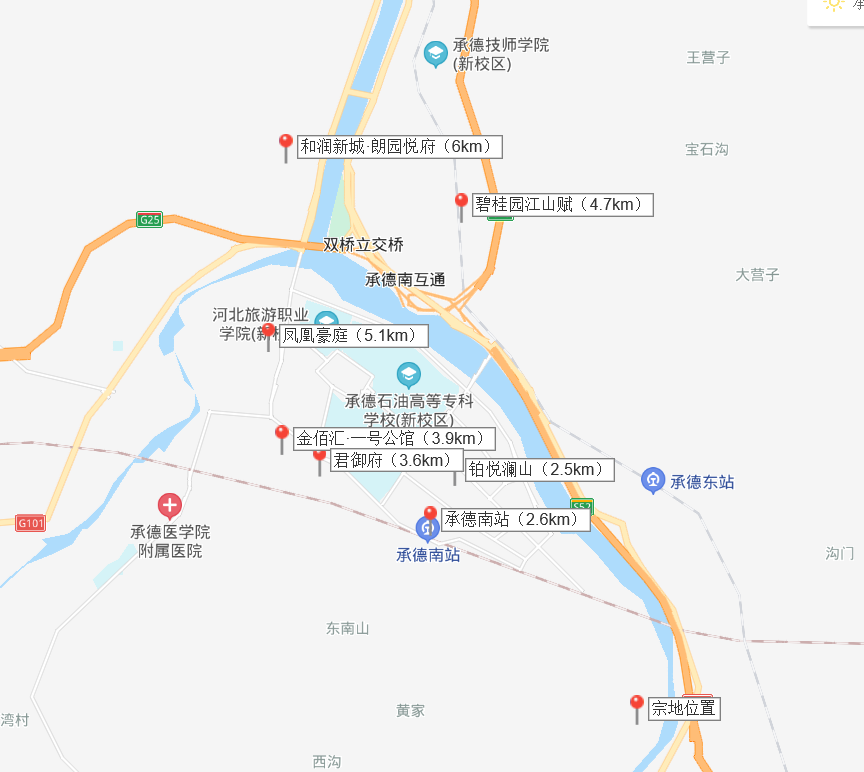 承
承德技师学院
(新校区)
王营子
和润新城·朗园悦府（6km）
宝石沟
碧桂园江山赋（4.7km）
G25
双桥立交桥
承德南互通
大营子
河北旅游职业
学院(新校
凤凰豪庭（5.1km）
承德石油高等专科
学校(新校区)
金佰汇·一号公馆（3.9km）
君御府（3.6km）
铂悦澜山（2.5km）
承德东站
S52
G101
承德医学院
附属医院
承德南站（2.6km）
承德南站
沟门
东南山
宗地位置
黄家
湾村
西沟